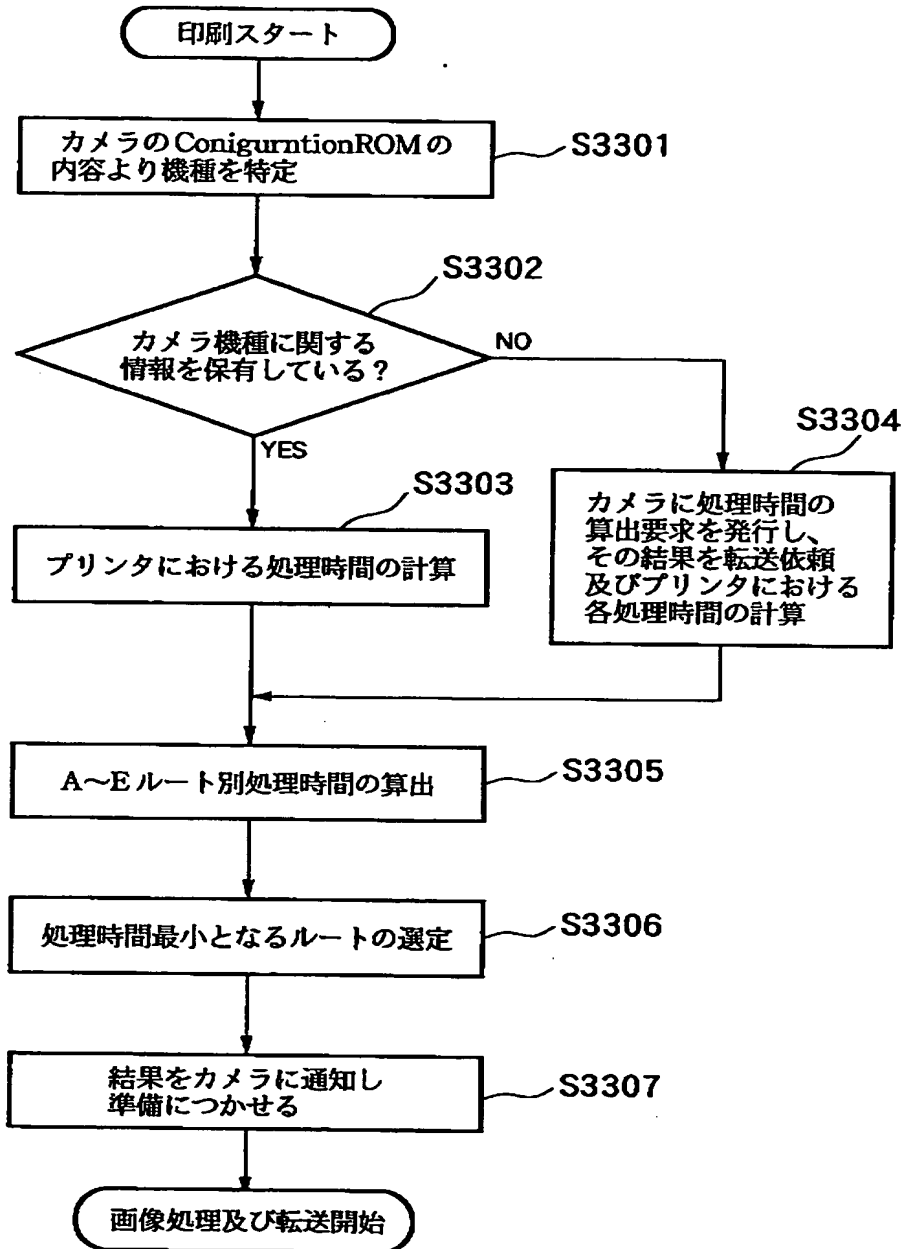 印刷スタート
カメラのConigurntionROMの
内容より機種を特定
S3301
S3302
カメラ機種に関する
情報を保有している？
NO
YES
S3304
カメラに処理時間の
算出要求を発行し、
その結果を転送依頼
及びプリンタにおける
各処理時間の計算
S3303
プリンタにおける処理時間の計算
A〜Eルート別処理時間の算出
S3305
処理時間最小となるルートの選定
S3306
結果をカメラに通知し
準備につかせる
S3307
画像処理及び転送開始